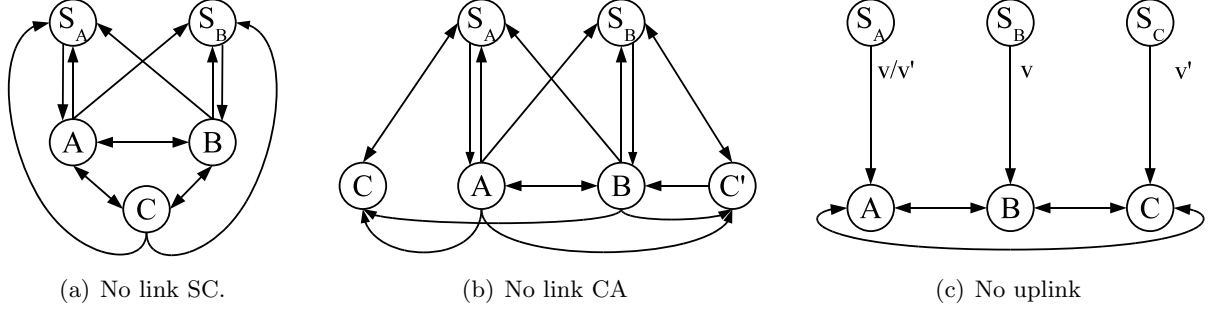 S_A S_B
A B
C
(a) No link SC.
S_A S_B
C A B C'
(b) No link CA
S_A S_B S_C
v/v' v v'
A B C
(c) No uplink